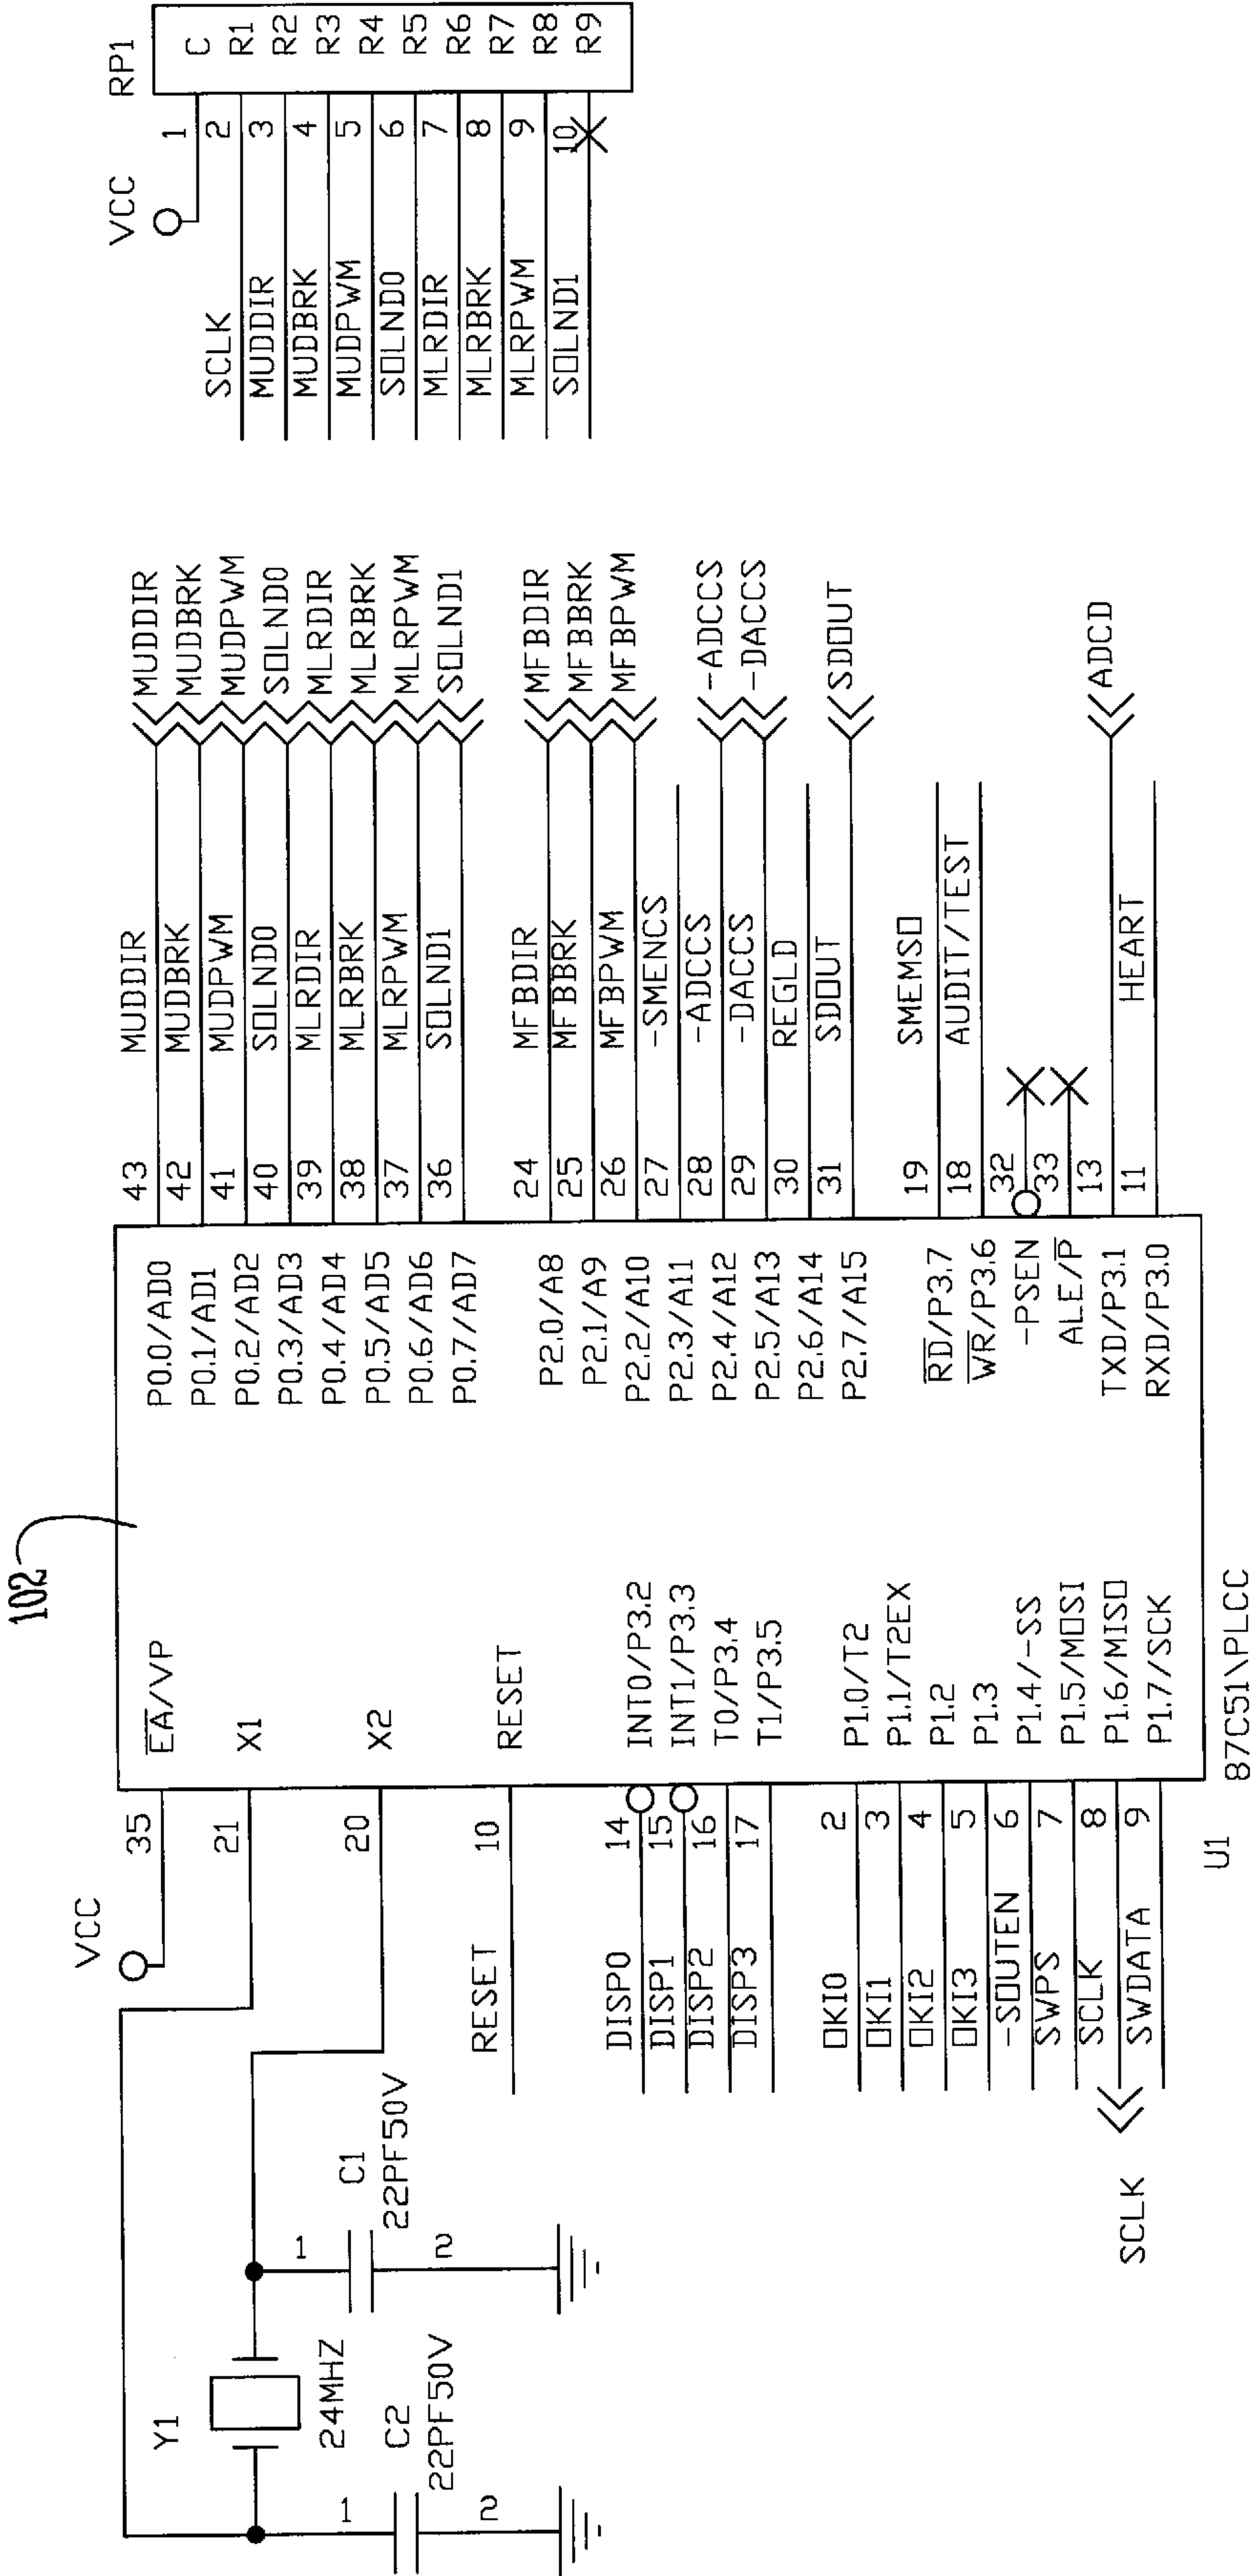 102
VCC
35
EA/VP
21
X1
20
X2
RESET
10
RESET
DISP0
14
INT0/P3.2
DISP1
15
INT1/P3.3
DISP2
16
T0/P3.4
DISP3
17
T1/P3.5
OKI0
2
P1.0/T2
OKI1
3
P1.1/T2EX
OKI2
4
P1.2
OKI3
5
P1.3
-SOUTEN
6
P1.4/-SS
SWPS
7
P1.5/MOSI
SCLK
8
P1.6/MISO
SWDATA
9
P1.7/SCK
SCLK
Y1
24MHZ
C1
22PF50V
1
2
C2
22PF50V
1
2
U1
87C51\PLCC
P0.0/AD0
43
MUDDIR
MUDDIR
P0.1/AD1
42
MUDBRK
MUDBRK
P0.2/AD2
41
MUDPWM
MUDPWM
P0.3/AD3
40
SOLND0
SOLND0
P0.4/AD4
39
MLRDIR
MLRDIR
P0.5/AD5
38
MLRBRK
MLRBRK
P0.6/AD6
37
MLRPWM
MLRPWM
P0.7/AD7
36
SOLND1
SOLND1
P2.0/A8
24
MFBDIR
MFBDIR
P2.1/A9
25
MFBBRK
MFBBRK
P2.2/A10
26
MFBPWM
MFBPWM
P2.3/A11
27
-SMENCS
P2.4/A12
28
-ADCCS
-ADCCS
P2.5/A13
29
-DACCS
-DACCS
P2.6/A14
30
REGLD
P2.7/A15
31
SDOUT
SDOUT
RD/P3.7
19
SMEMSO
WR/P3.6
18
AUDIT/TEST
-PSEN
32
ALE/P
33
TXD/P3.1
13
ADCD
RXD/P3.0
11
HEART
RP1
VCC
1
C
SCLK
2
R1
MUDDIR
3
R2
MUDBRK
4
R3
MUDPWM
5
R4
SOLND0
6
R5
MLRDIR
7
R6
MLRBRK
8
R7
MLRPWM
9
R8
SOLND1
10
R9